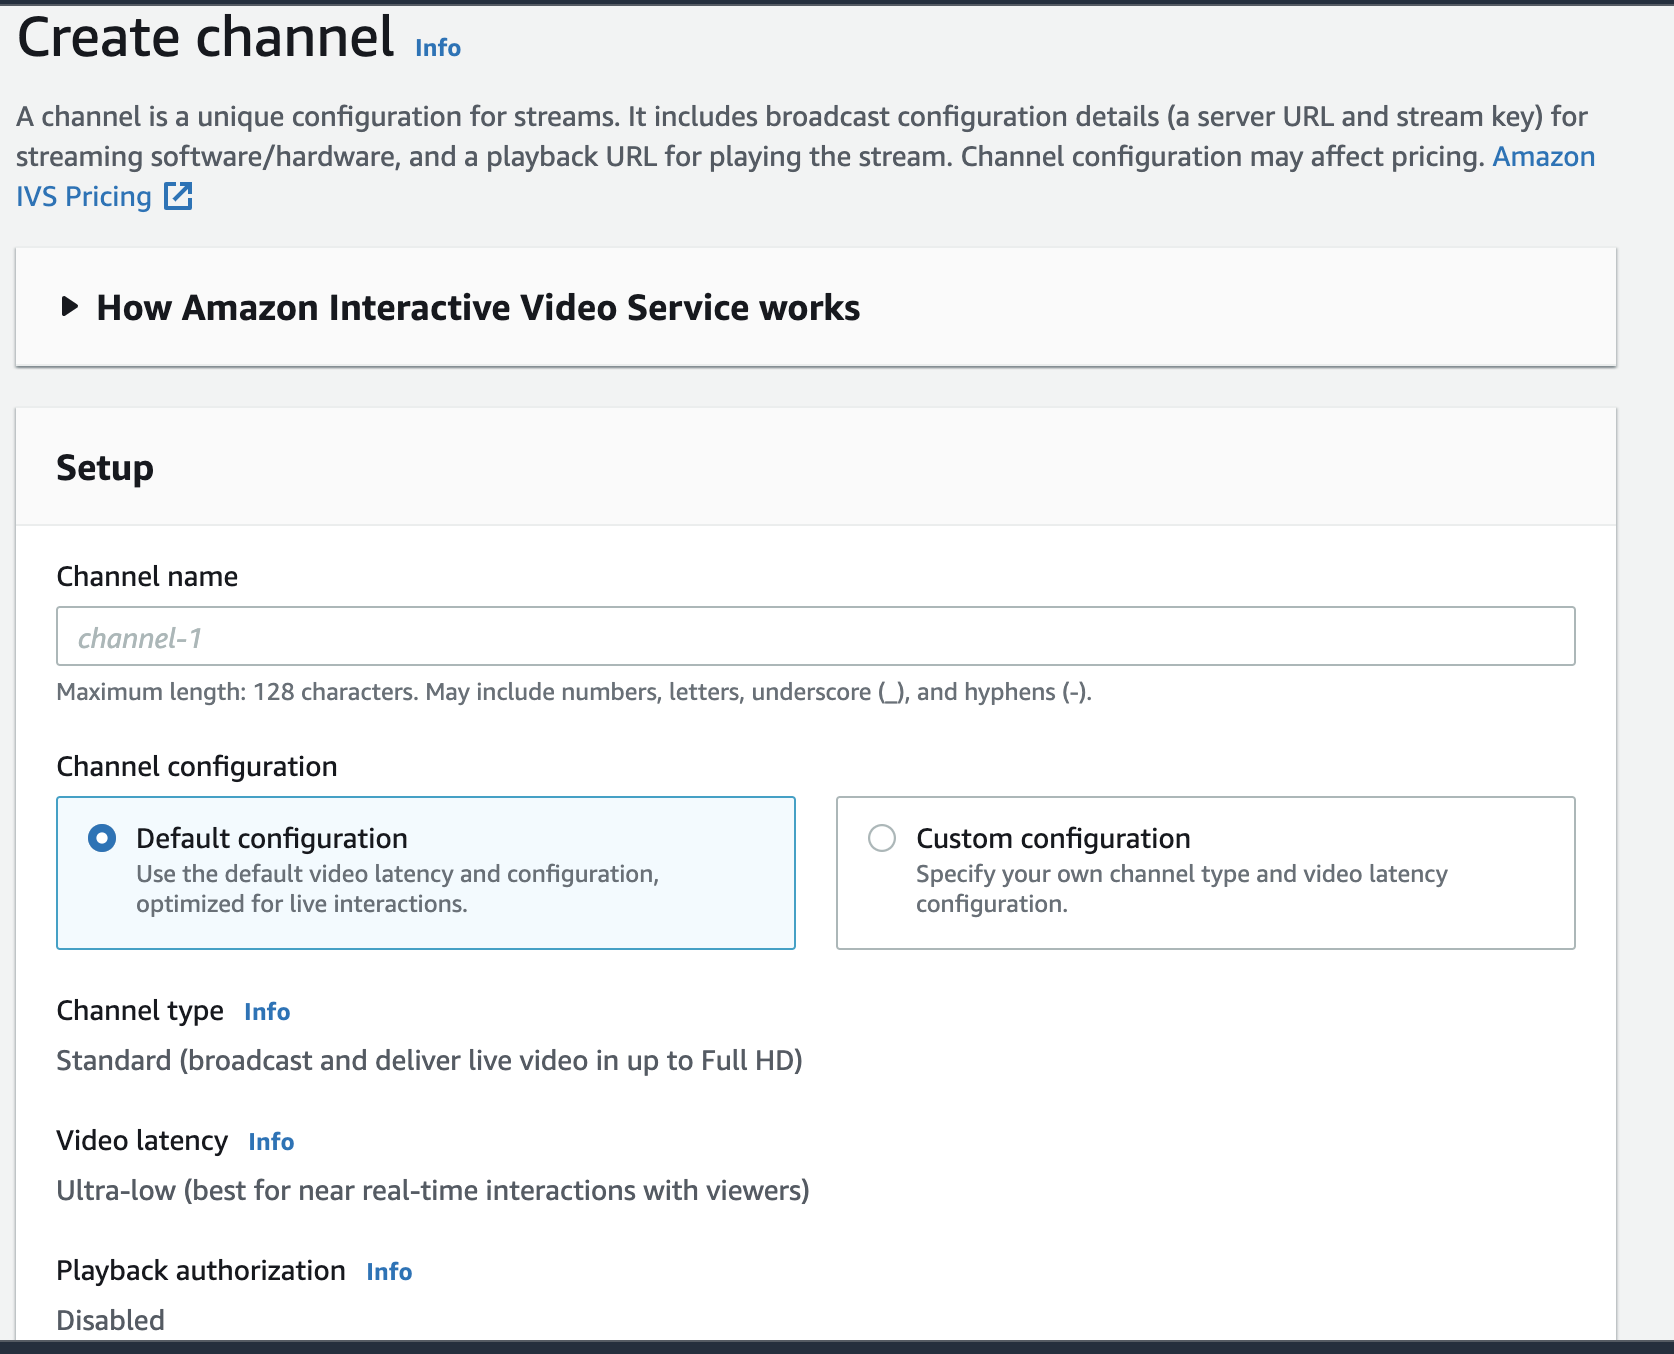 Create channel Info
A channel is a unique configuration for streams. It includes broadcast configuration details (a server URL and stream key) for
streaming software/hardware, and a playback URL for playing the stream. Channel configuration may affect pricing. Amazon
IVS Pricing
How Amazon Interactive Video Service works
Setup
Channel name
channel-1
Maximum length: 128 characters. May include numbers, letters, underscore (_), and hyphens (-).
Channel configuration
Default configuration
Use the default video latency and configuration,
optimized for live interactions.
Custom configuration
Specify your own channel type and video latency
configuration.
Channel type Info
Standard (broadcast and deliver live video in up to Full HD)
Video latency Info
Ultra-low (best for near real-time interactions with viewers)
Playback authorization Info
Disabled